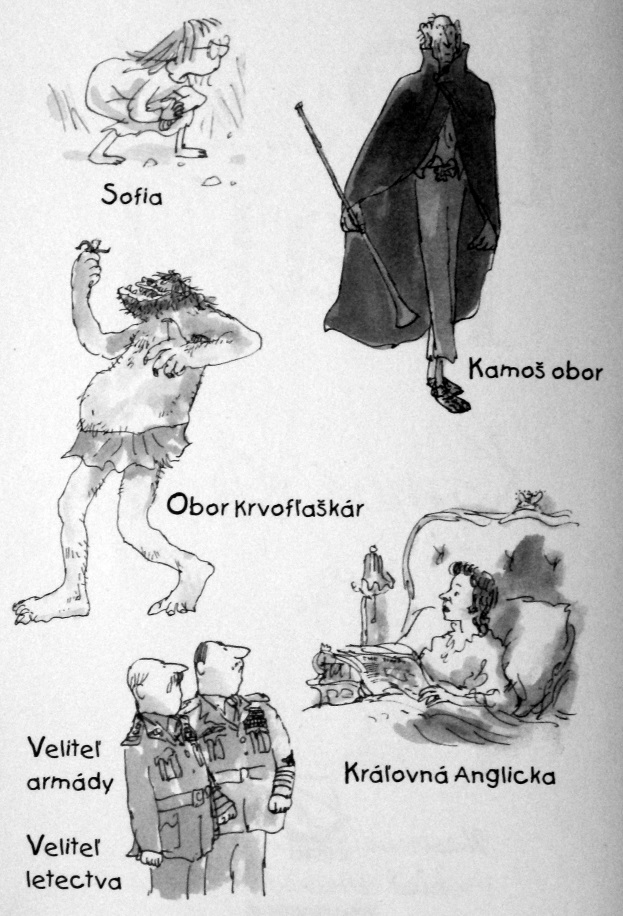 Sofia
Kamoš obor
Obor Krvofľaškár
Kráľovná Anglicka
Veliteľ
armády
Veliteľ
letectva